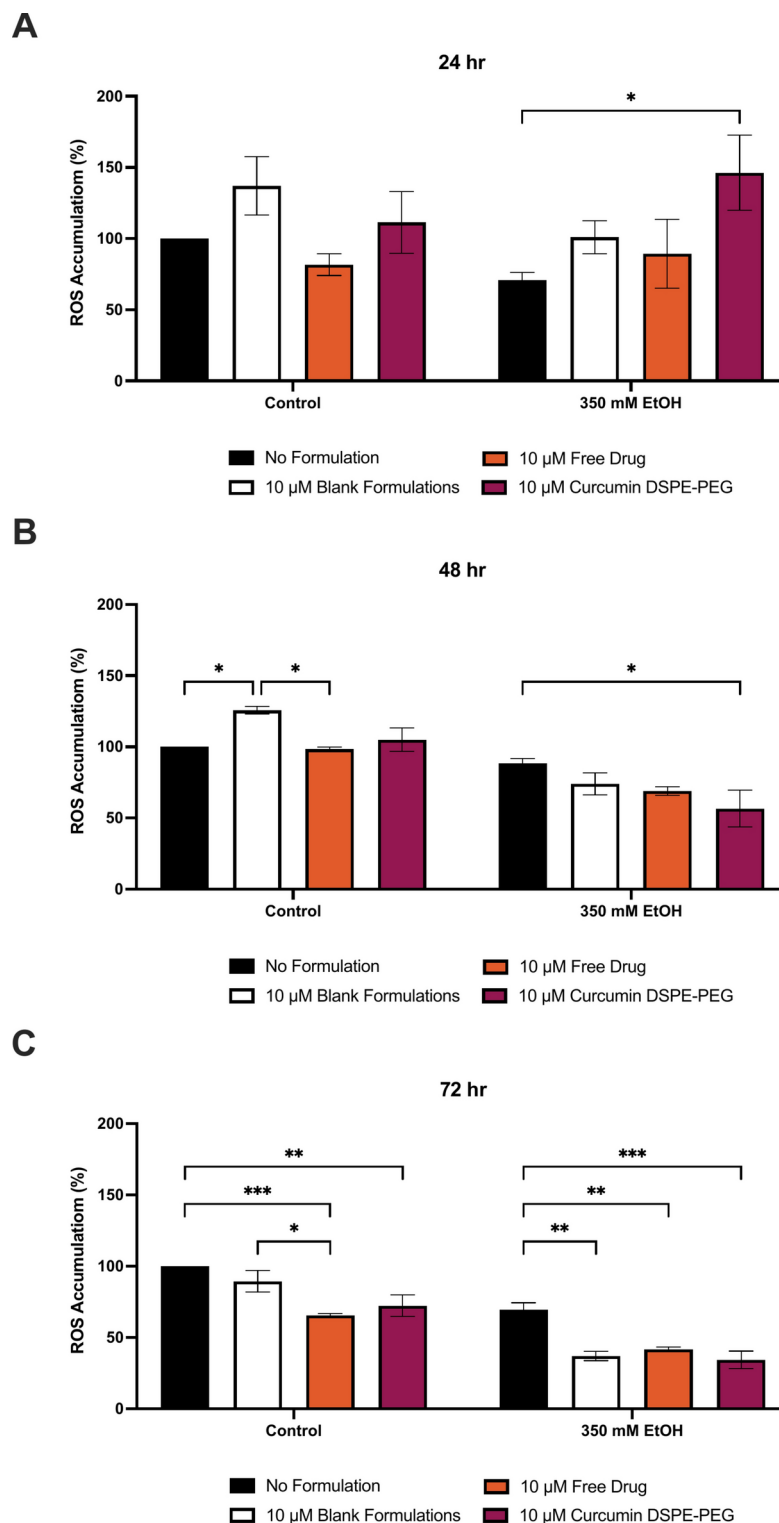 A
24 hr
*
200
150
100
50
0
ROS Accumulatiom (%)
Control
350 mM EtOH
No Formulation
10 µM Free Drug
10 µM Blank Formulations
10 µM Curcumin DSPE-PEG
B
48 hr
* * *
200
150
100
50
0
ROS Accumulatiom (%)
Control
350 mM EtOH
No Formulation
10 µM Free Drug
10 µM Blank Formulations
10 µM Curcumin DSPE-PEG
C
72 hr
** ***
*** **
* **
200
150
100
50
0
ROS Accumulatiom (%)
Control
350 mM EtOH
No Formulation
10 µM Free Drug
10 µM Blank Formulations
10 µM Curcumin DSPE-PEG